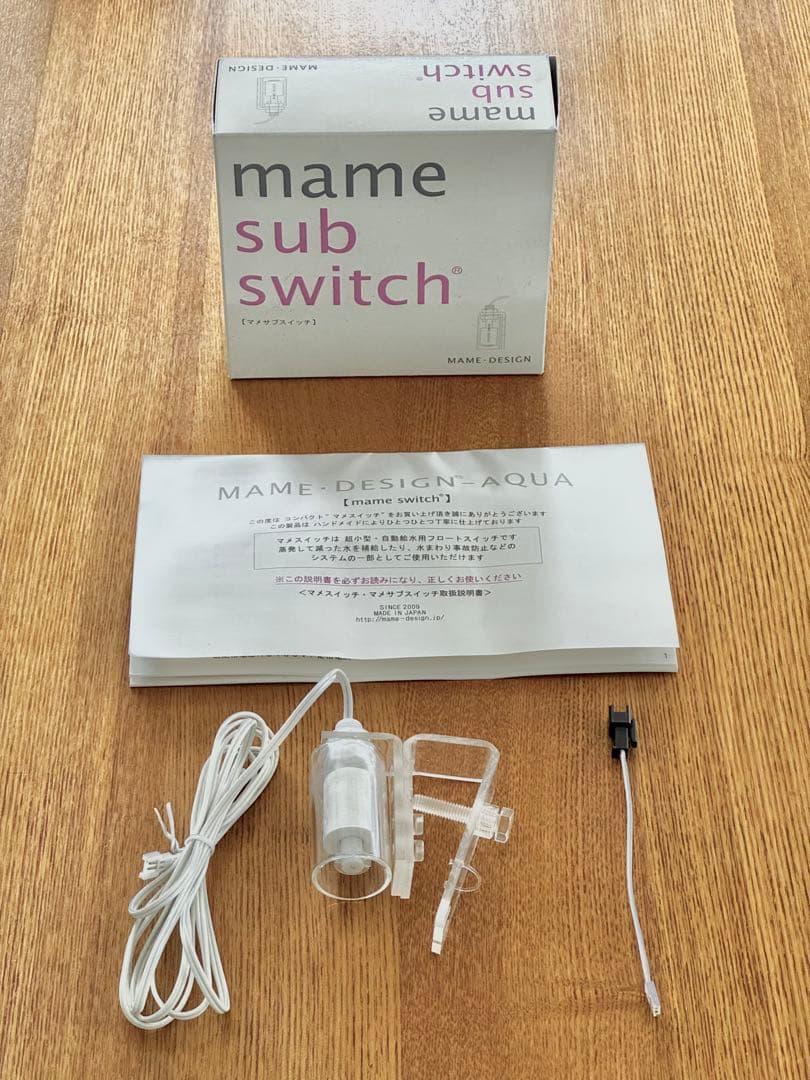 MAME-DESIGN
mame
sub
switch®
mame
sub
switch®
【マメサブスイッチ】
MAME-DESIGN
MAME・DESIGN™-AQUA
【mame switch®】
この度は コンパクト" マメスイッチ" をお買い上げ頂き誠にありがとうございます
この製品は ハンドメイドによりひとつひとつ丁寧に仕上げております
マメスイッチは 超小型・自動給水用フロートスイッチです
蒸発して減った水を補給したり、水まわり事故防止などの
システムの一部としてご使用いただけます
※この説明書を必ずお読みになり、正しくお使いください
<マメスイッチ・マメサブスイッチ取扱説明書>
SINCE 2009
MADE IN JAPAN
http://mame-design.jp/
1